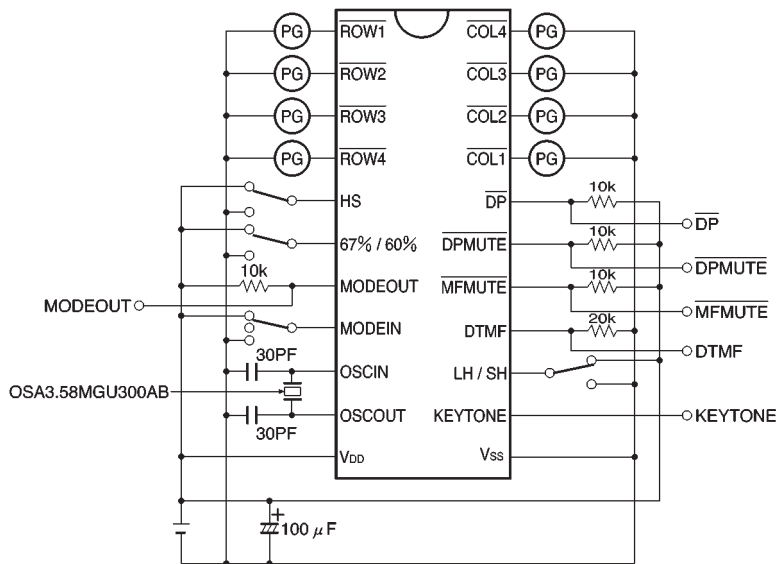 PG ROW1 COL4 PG
PG ROW2 COL3 PG
PG ROW3 COL2 PG
PG ROW4 COL1 PG
10k
HS DP
DP
10k
67% / 60% DPMUTE
DPMUTE
10k 10k
MODEOUT MFMUTE
MODEOUT MFMUTE
20k
MODEIN DTMF
DTMF
30PF
OSCIN LH / SH
OSA3.58MGU300AB
OSCOUT KEYTONE KEYTONE
30PF
VDD VSS
+
100 μF